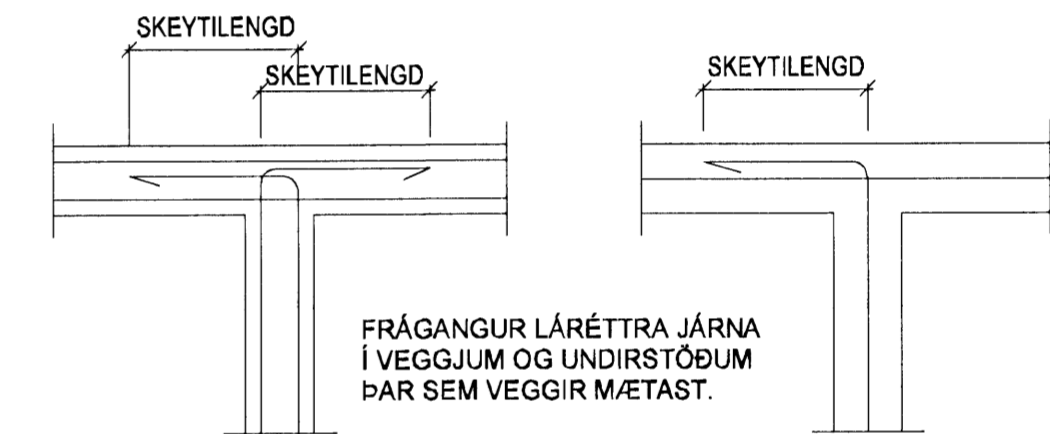 SKEYTILENGD
SKEYTILENGD
SKEYTILENGD
FRÁGANGUR LÁRÉTTRA JÁRNA
Í VEGGJUM OG UNDIRSTÖÐUM
ÞAR SEM VEGGIR MÆTAST.